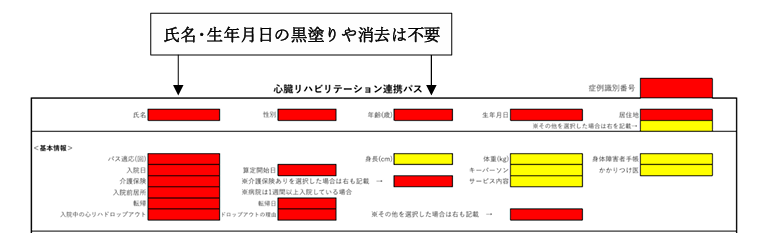 氏名・生年月日の黒塗りや消去は不要
心臓リハビリテーション連携パス 症例識別番号
氏名 性別 年齢(歳) 生年月日 居住地
※その他を選択した場合は右を記載→
<基本情報>
パス適応(回) 身長(cm) 体重(kg) 身体障害者手帳
入院日 算定開始日 キーパーソン かかりつけ医
介護保険 ※介護保険ありを選択した場合は右も記載 → サービス内容
入院前居所 ※病院は1週間以上入院している場合
転帰 転帰日
入院中の心リハドロップアウト ドロップアウトの理由 ※その他を選択した場合は右も記載 →